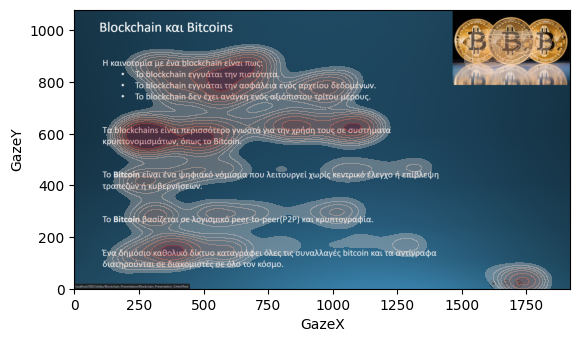 Blockchain και Bitcoins
Η καινοτομία με ένα blockchain είναι πως:
• Το blockchain εγγυάται την πιστότητα.
• Το blockchain εγγυάται την ασφάλεια ενός αρχείου δεδομένων.
• Το blockchain δεν έχει ανάγκη ενός αξιόπιστου τρίτου μέρους.
Τα blockchains είναι περισσότερο γνωστά για την χρήση τους σε συστήματα
κρυπτονομισμάτων, όπως το Bitcoin.
Το Bitcoin είναι ένα ψηφιακό νόμισμα που λειτουργεί χωρίς κεντρικό έλεγχο ή επίβλεψη
τραπεζών ή κυβερνήσεων.
Το Bitcoin βασίζεται σε λογισμικό peer-to-peer(P2P) και κρυπτογραφία.
Ένα δημόσιο καθολικό δίκτυο καταγράφει όλες τις συναλλαγές bitcoin και τα αντίγραφα
διατηρούνται σε διακομιστές σε όλο τον κόσμο.
GazeY
1000
800
600
400
200
0
0 250 500 750 1000 1250 1500 1750
GazeX